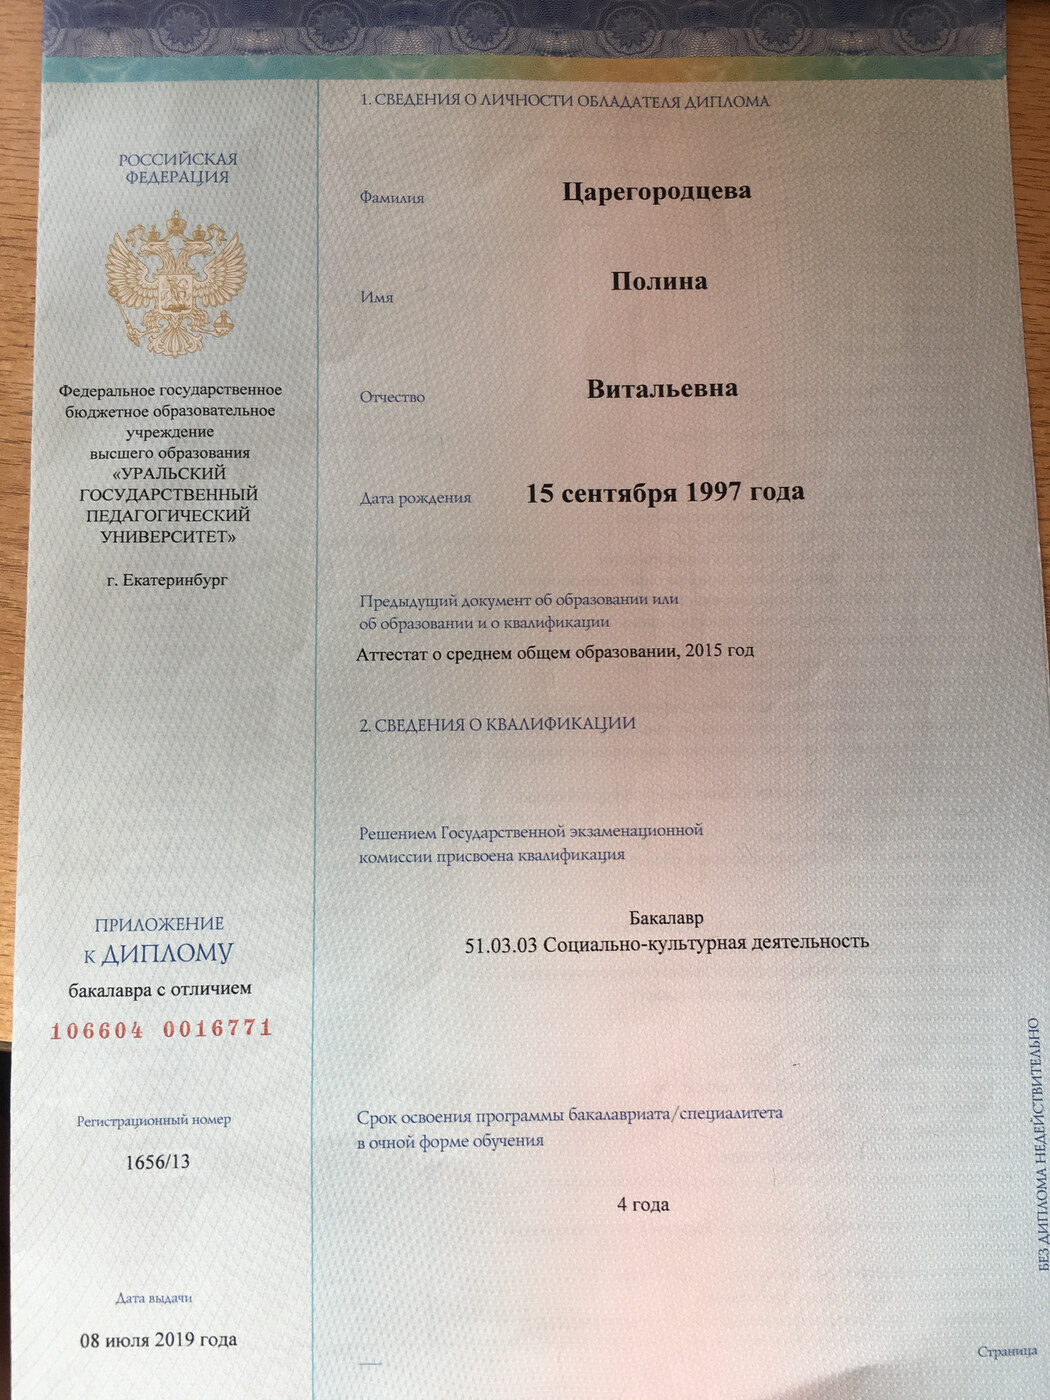 РОССИЙСКАЯ
ФЕДЕРАЦИЯ
Федеральное государственное
бюджетное образовательное
учреждение
высшего образования
«УРАЛЬСКИЙ
ГОСУДАРСТВЕННЫЙ
ПЕДАГОГИЧЕСКИЙ
УНИВЕРСИТЕТ»
г. Екатеринбург
ПРИЛОЖЕНИЕ
К ДИПЛОМУ
бакалавра с отличием
106604 0016771
Регистрационный номер
1656/13
Дата выдачи
08 июля 2019 года
1. СВЕДЕНИЯ О ЛИЧНОСТИ ОБЛАДАТЕЛЯ ДИПЛОМА
Фамилия Царегородцева
Имя Полина
Отчество Витальевна
Дата рождения 15 сентября 1997 года
Предыдущий документ об образовании или
об образовании и о квалификации
Аттестат о среднем общем образовании, 2015 год
2. СВЕДЕНИЯ О КВАЛИФИКАЦИИ
Решением Государственной экзаменационной
комиссии присвоена квалификация
Бакалавр
51.03.03 Социально-культурная деятельность
Срок освоения программы бакалавриата/специалитета
в очной форме обучения
4 года
БЕЗ ДИПЛОМА НЕДЕЙСТВИТЕЛЬНО
Страница